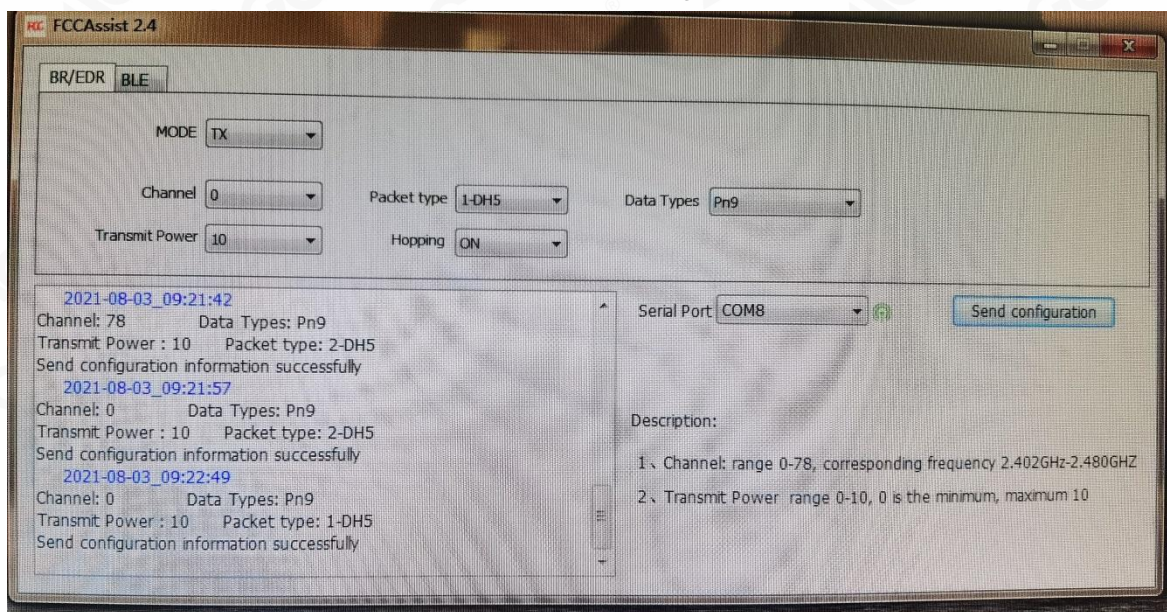 FCCAssist 2.4
BR/EDR BLE
MODE TX
Channel 0 Packet type 1-DH5 Data Types Pn9
Transmit Power 10 Hopping ON
2021-08-03_09:21:42
Channel: 78 Data Types: Pn9
Transmit Power : 10 Packet type: 2-DH5
Send configuration information successfully
2021-08-03_09:21:57
Channel: 0 Data Types: Pn9
Transmit Power : 10 Packet type: 2-DH5
Send configuration information successfully
2021-08-03_09:22:49
Channel: 0 Data Types: Pn9
Transmit Power : 10 Packet type: 1-DH5
Send configuration information successfully
Serial Port COM8 Send configuration
Description:
1、Channel: range 0-78, corresponding frequency 2.402GHz-2.480GHZ
2、Transmit Power range 0-10, 0 is the minimum, maximum 10